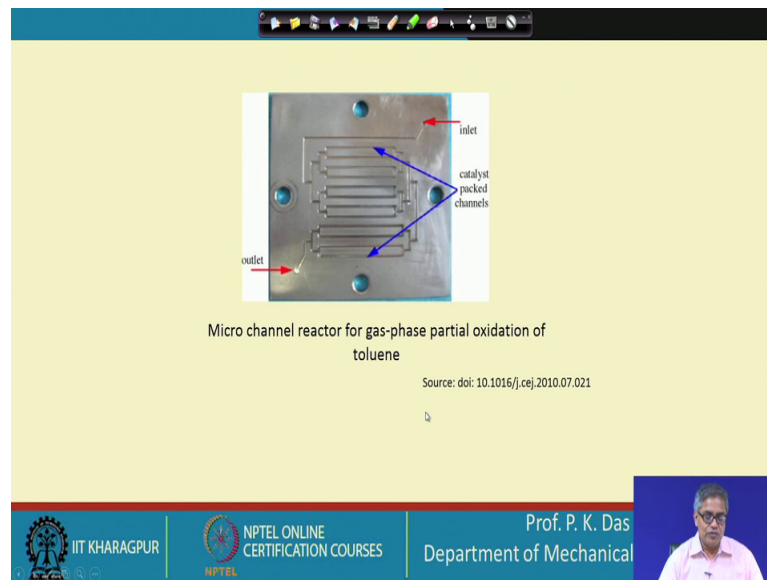 inlet
catalyst
packed
channels
outlet
Micro channel reactor for gas-phase partial oxidation of
toluene
Source: doi: 10.1016/j.cej.2010.07.021
IIT KHARAGPUR
NPTEL
NPTEL ONLINE
CERTIFICATION COURSES
Prof. P. K. Das
Department of Mechanical